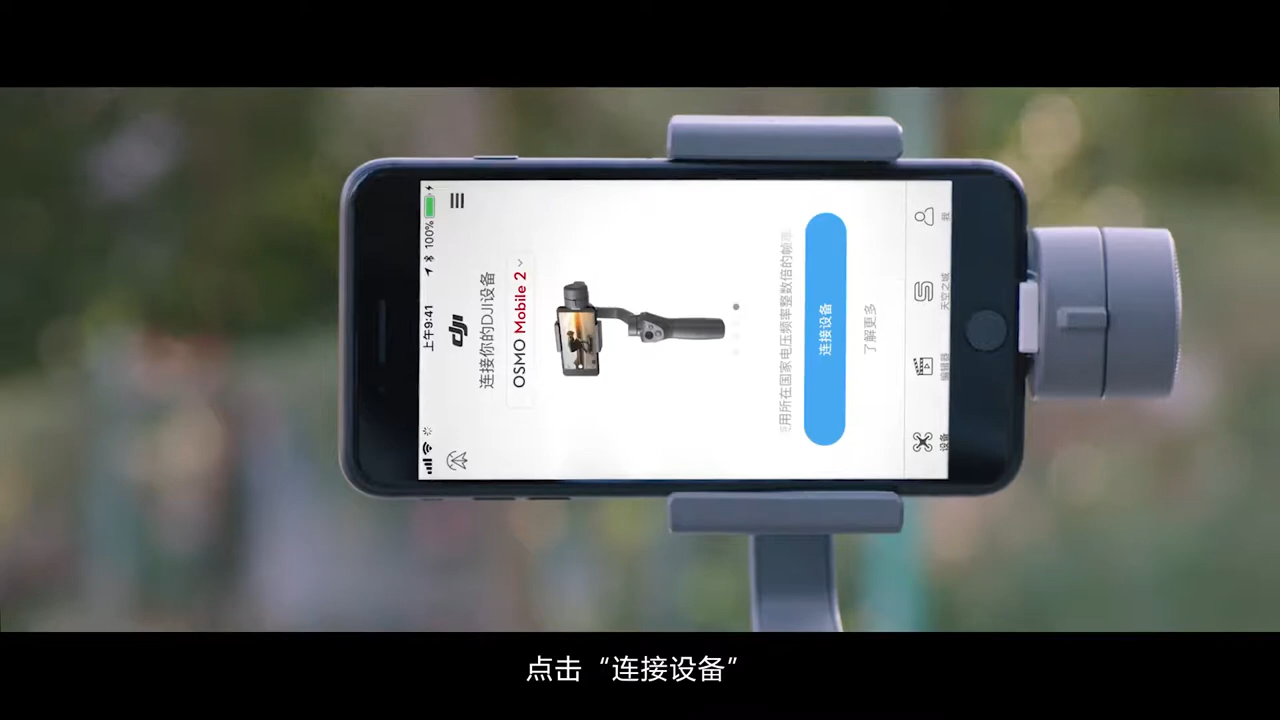 上午9:41
100%
DJI
连接你的DJI设备
OSMO Mobile 2
用所在国家电压频率整数倍的帧率
连接设备
了解更多
设备
编辑器
天空之城
我
点击“连接设备”